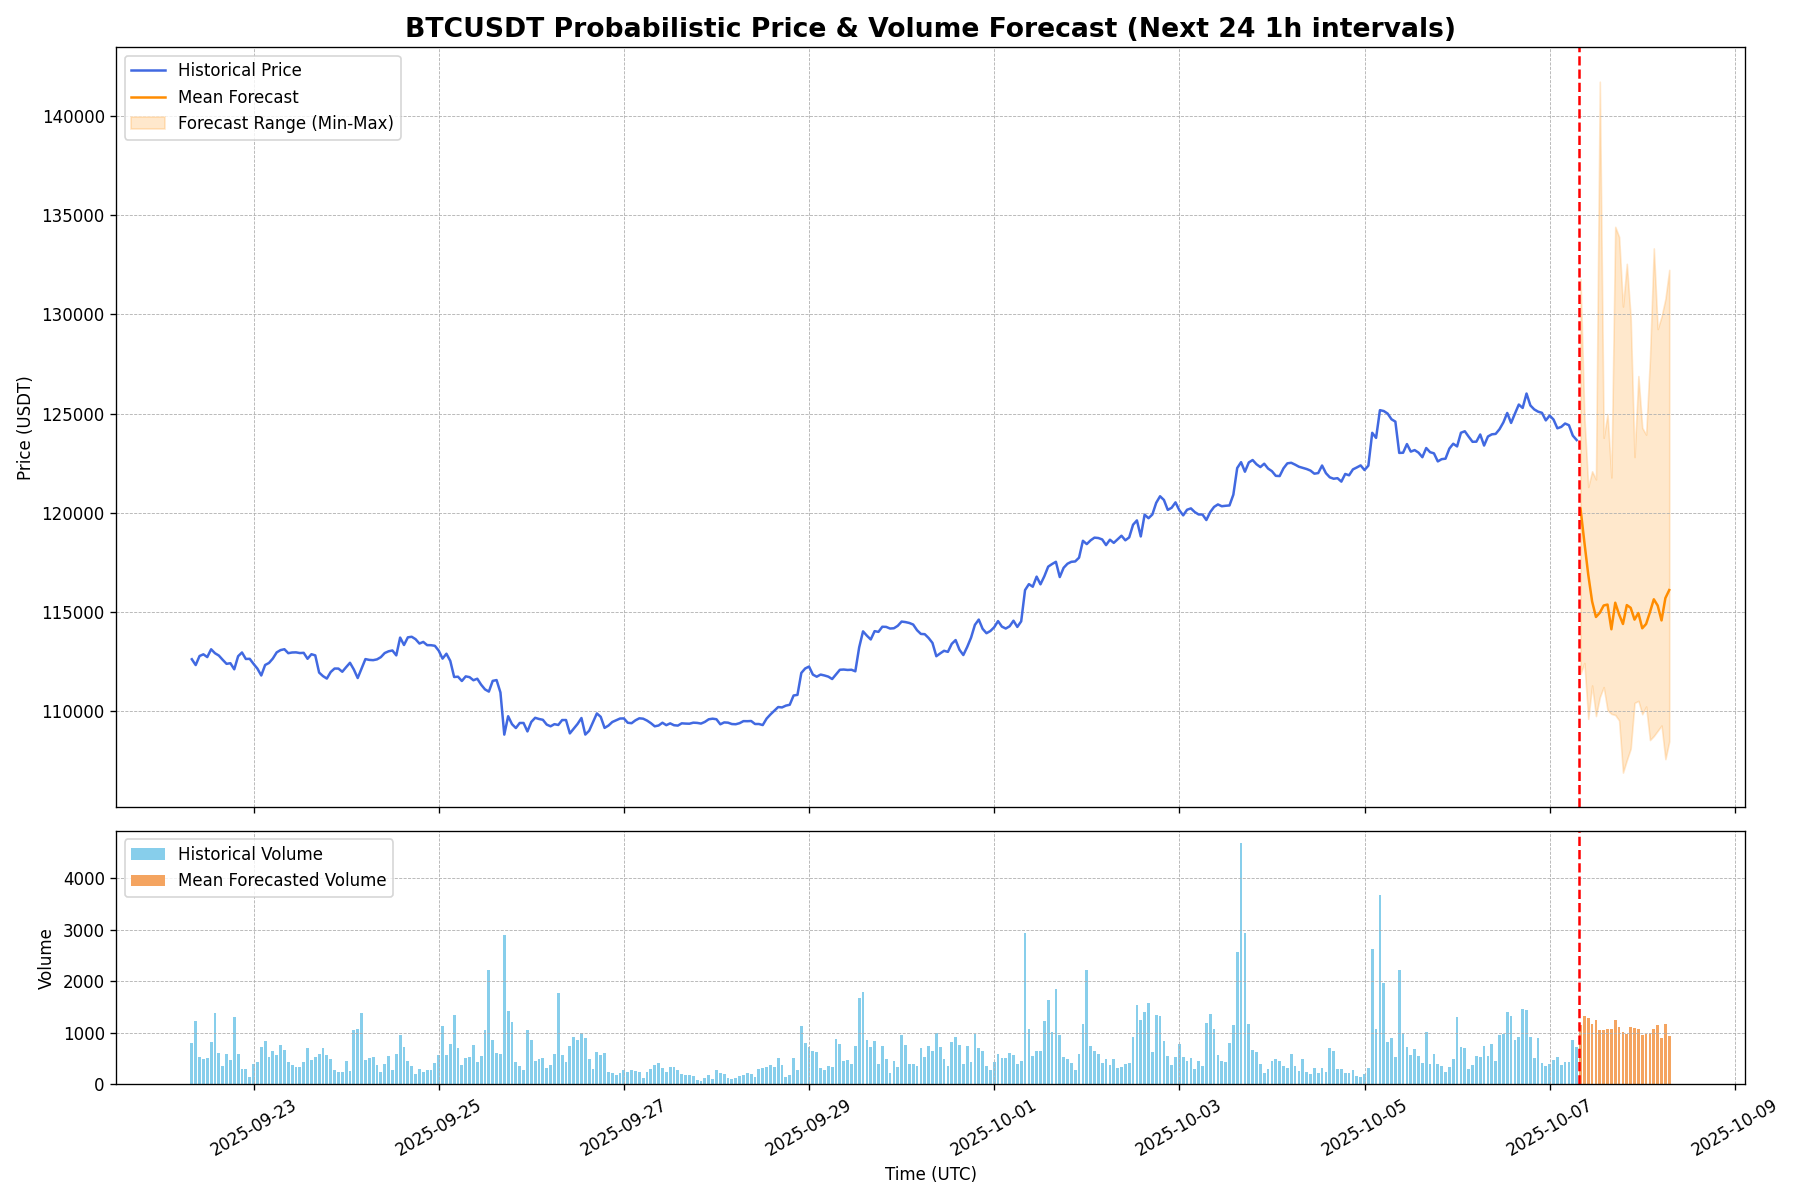 BTCUSDT Probabilistic Price & Volume Forecast (Next 24 1h intervals)
Historical Price
Mean Forecast
Forecast Range (Min-Max)
Price (USDT)
140000
135000
130000
125000
120000
115000
110000
Historical Volume
Mean Forecasted Volume
Volume
4000
3000
2000
1000
0
2025-09-23
2025-09-25
2025-09-27
2025-09-29
2025-10-01
2025-10-03
2025-10-05
2025-10-07
2025-10-09
Time (UTC)